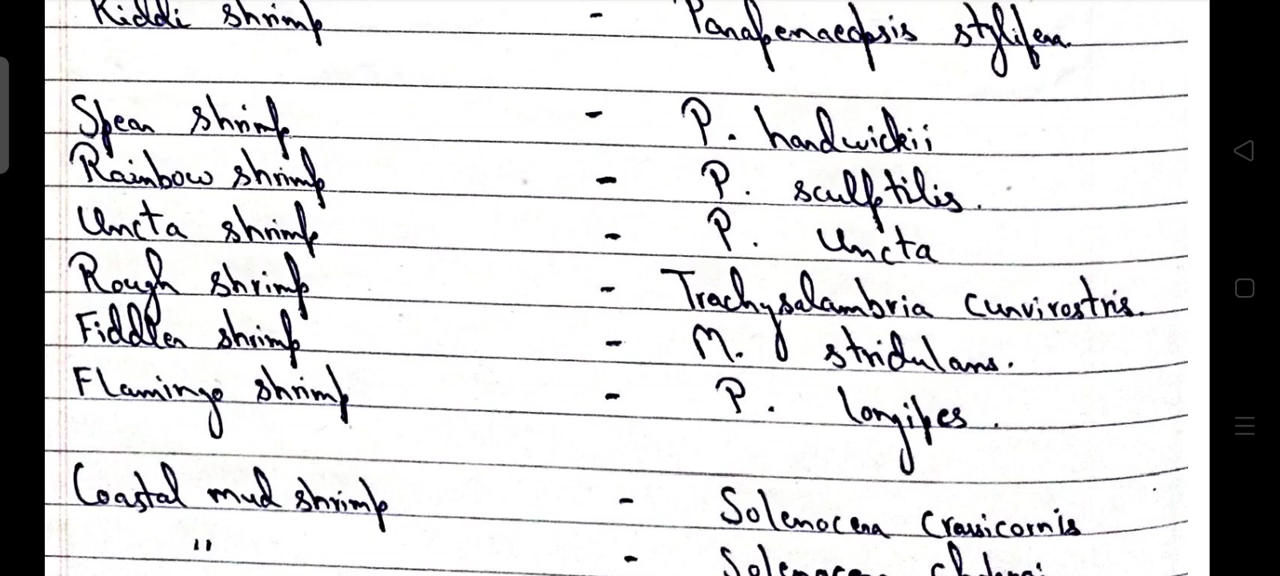 Kiddi shrimp - Parapenaeopsis stylifera
Spear shrimp - P. hardwickii
Rainbow shrimp - P. sculptilis.
Uncta shrimp - P. Uncta
Rough shrimp - Trachysalambria curvirostris.
Fiddler shrimp - M. stridulans.
Flamingo shrimp - P. longipes.
Coastal mud shrimp - Solenocera crassicornis
" - Solenocera